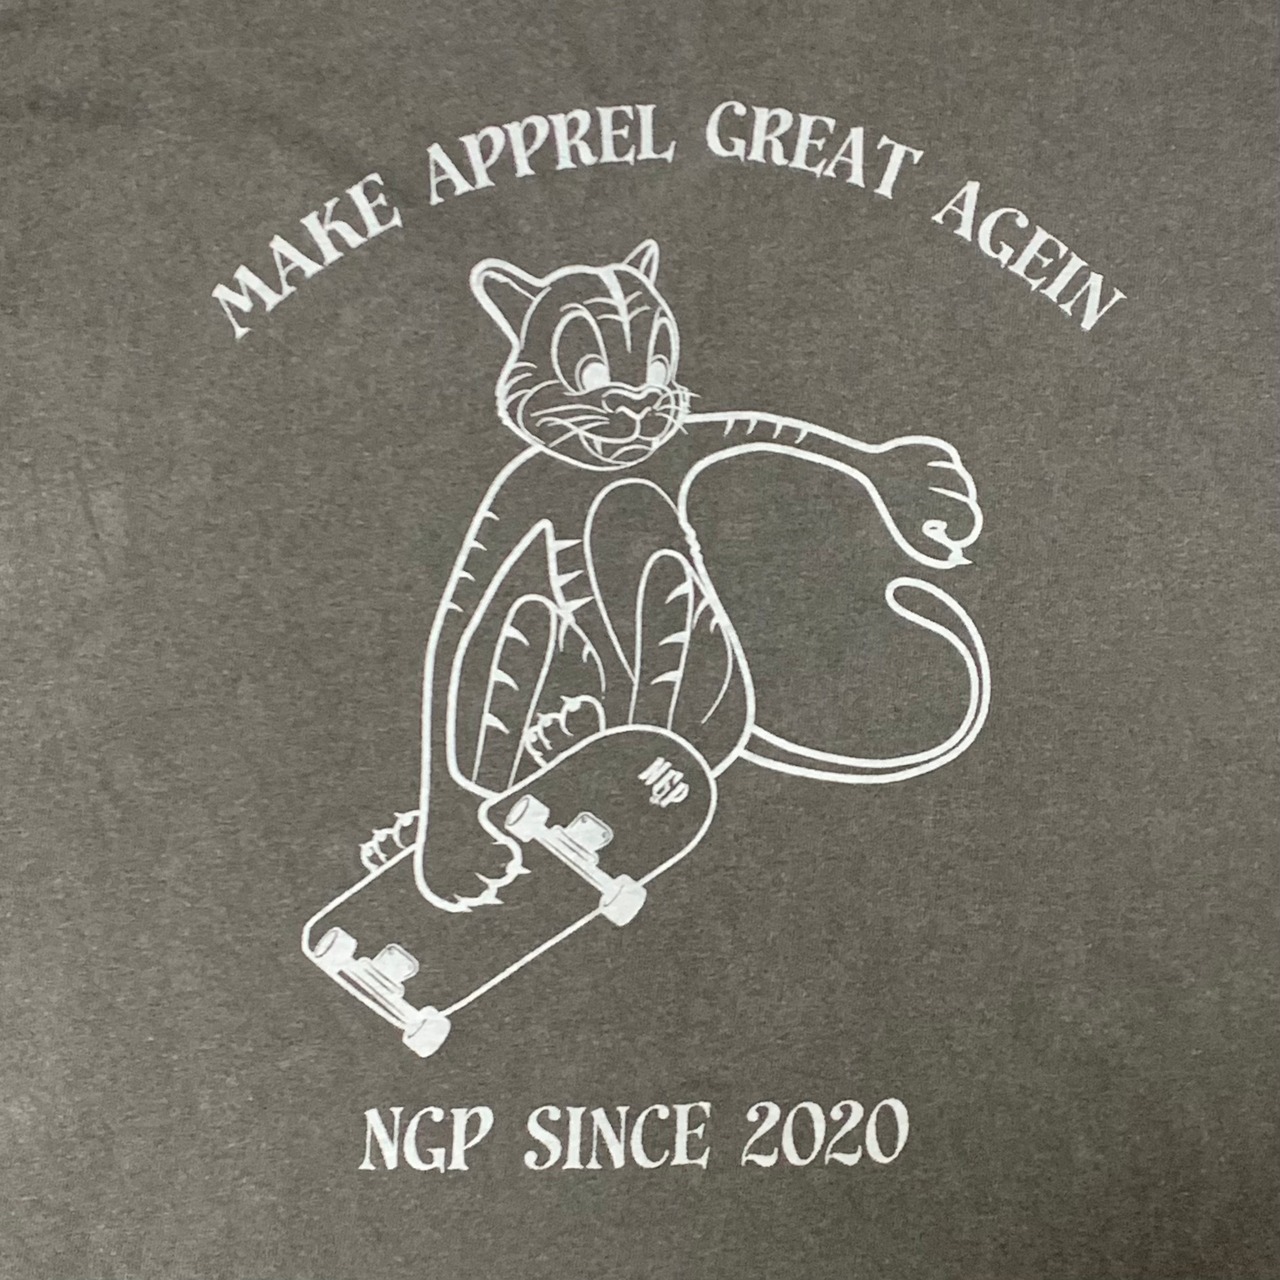 MAKE APPREL GREAT AGEIN
NGP
NGP SINCE 2020